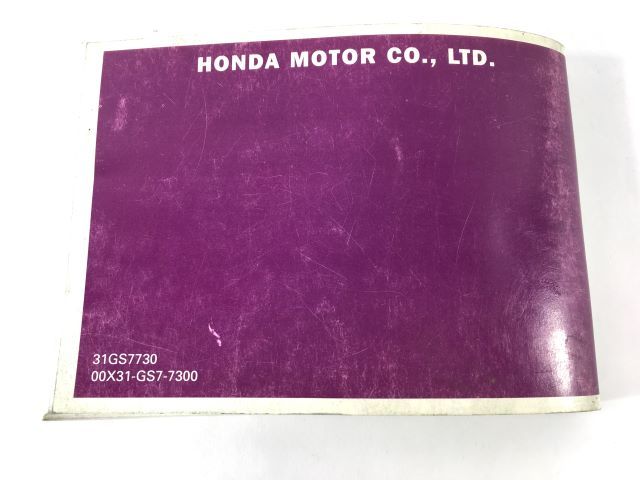 HONDA MOTOR CO., LTD.
31GS7730
00X31-GS7-7300